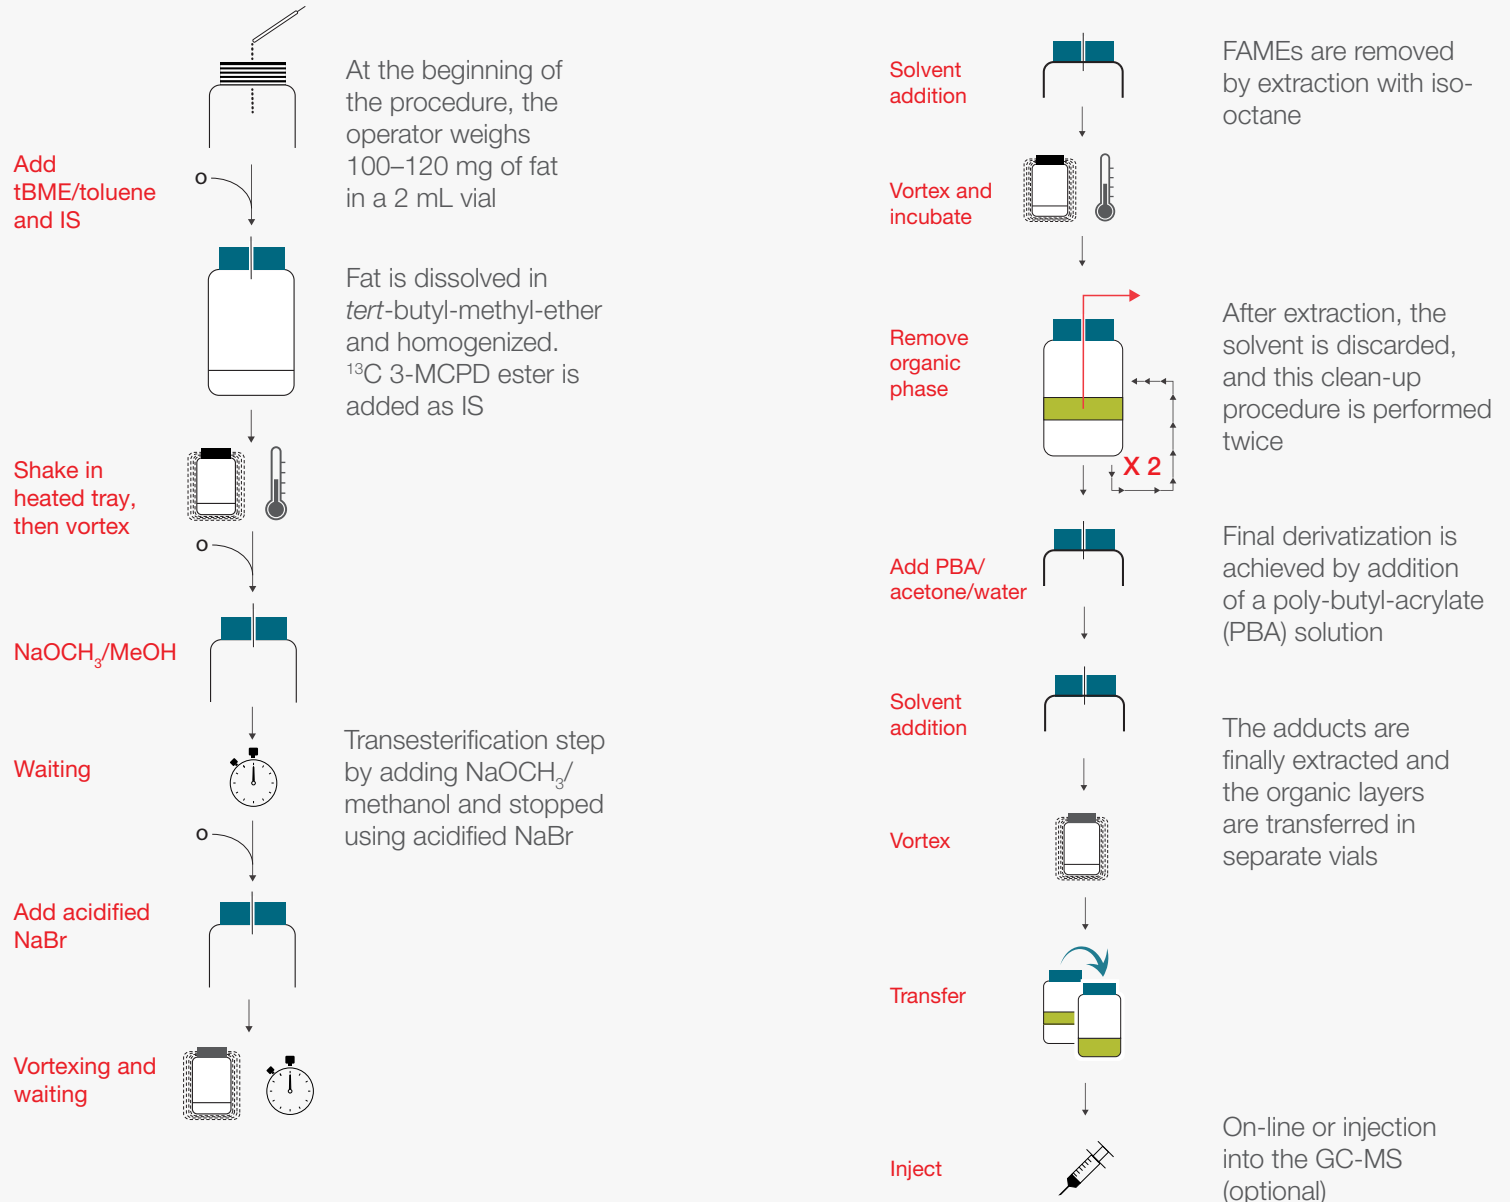 At the beginning of
the procedure, the
operator weighs
100–120 mg of fat
in a 2 mL vial
Add
tBME/toluene
and IS
Fat is dissolved in
tert-butyl-methyl-ether
and homogenized.
¹³C 3-MCPD ester is
added as IS
Shake in
heated tray,
then vortex
NaOCH₃/MeOH
Waiting
Transesterification step
by adding NaOCH₃/
methanol and stopped
using acidified NaBr
Add acidified
NaBr
Vortexing and
waiting
Solvent
addition
FAMEs are removed
by extraction with iso-
octane
Vortex and
incubate
Remove
organic
phase
X 2
After extraction, the
solvent is discarded,
and this clean-up
procedure is performed
twice
Add PBA/
acetone/water
Final derivatization is
achieved by addition
of a poly-butyl-acrylate
(PBA) solution
Solvent
addition
The adducts are
finally extracted and
the organic layers
are transferred in
separate vials
Vortex
Transfer
Inject
On-line or injection
into the GC-MS
(optional)